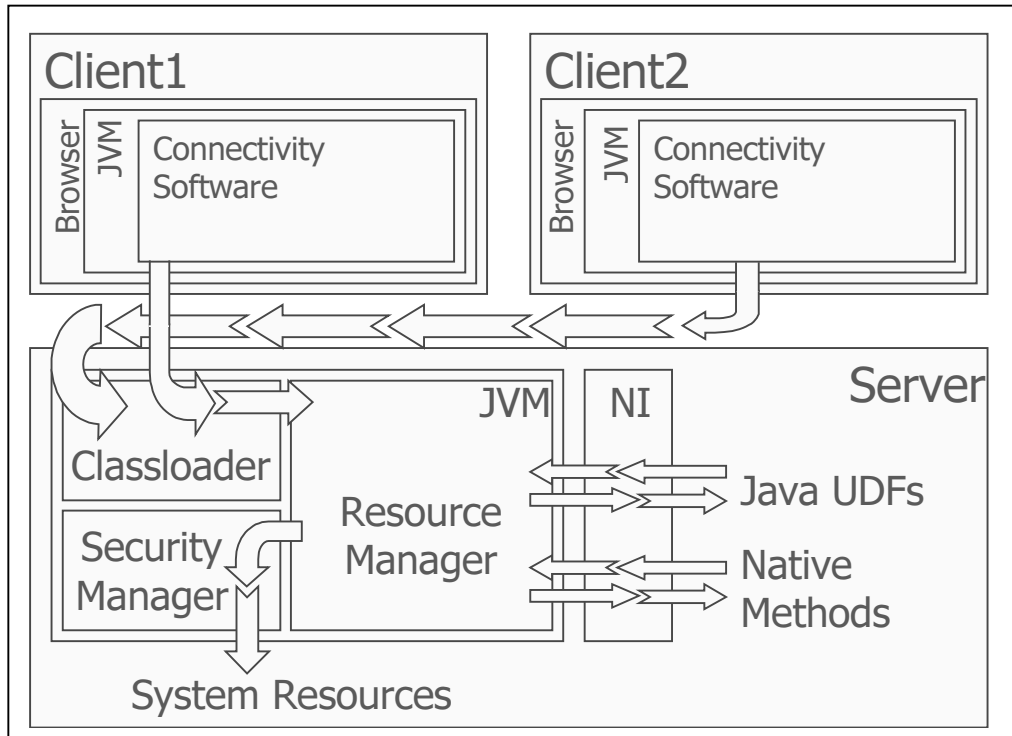 Client1
Browser
JVM
Connectivity
Software
Client2
Browser
JVM
Connectivity
Software
Server
JVM
NI
Classloader
Security
Manager
Resource
Manager
Java UDFs
Native
Methods
System Resources